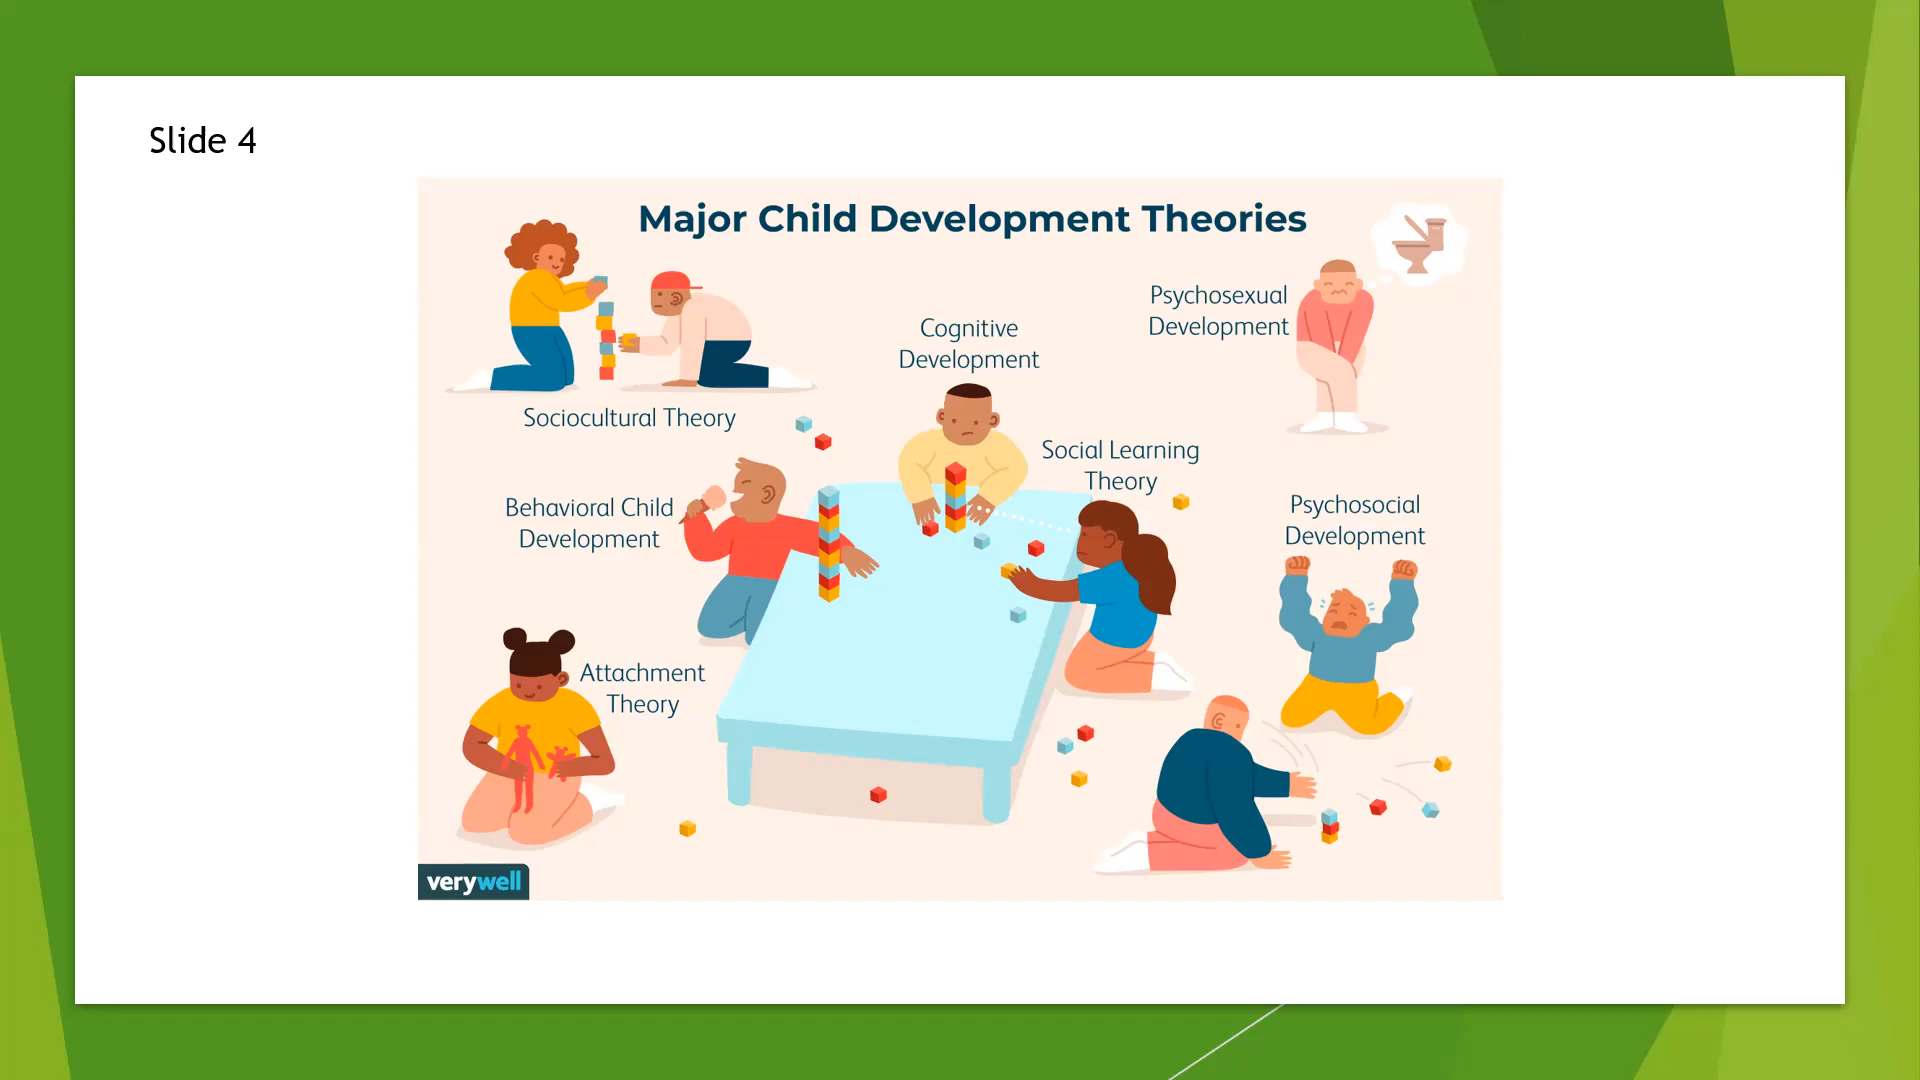 Slide 4
Major Child Development Theories
Sociocultural Theory
Cognitive
Development
Psychosexual
Development
Behavioral Child
Development
Social Learning
Theory
Psychosocial
Development
Attachment
Theory
verywell